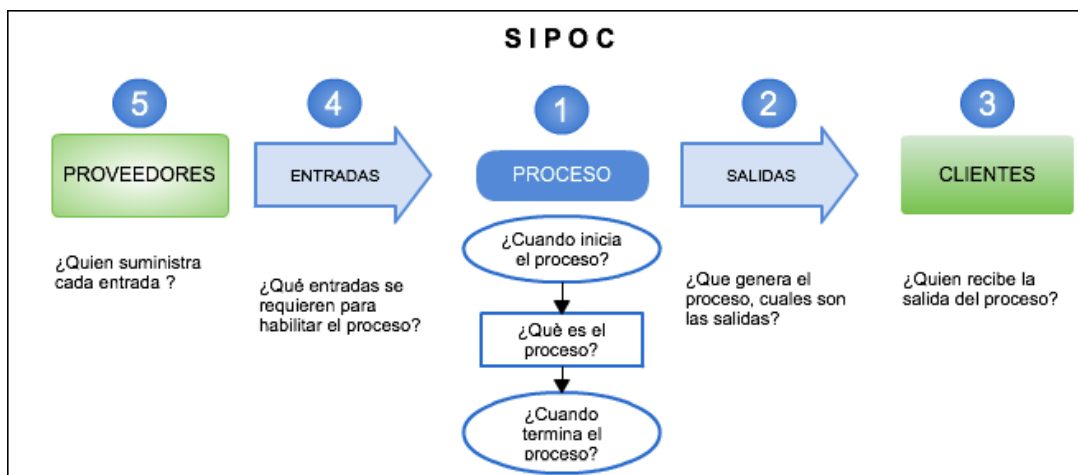 SIPOC
5
PROVEEDORES
¿Quien suministra
cada entrada ?
4
ENTRADAS
¿Qué entradas se
requieren para
habilitar el proceso?
1
PROCESO
¿Cuando inicia
el proceso?
¿Què es el
proceso?
¿Cuando
termina el
proceso?
2
SALIDAS
¿Que genera el
proceso, cuales son
las salidas?
3
CLIENTES
¿Quien recibe la
salida del proceso?